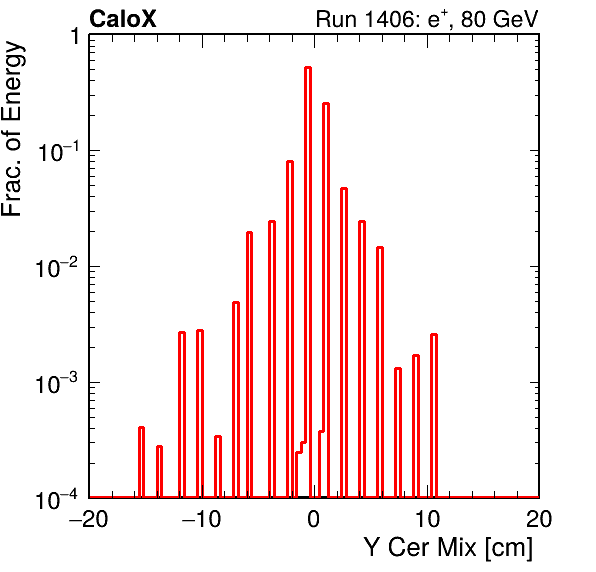 CaloX Run 1406: e⁺, 80 GeV
Frac. of Energy
1
10⁻¹
10⁻²
10⁻³
10⁻⁴
−20 −10 0 10 20
Y Cer Mix [cm]